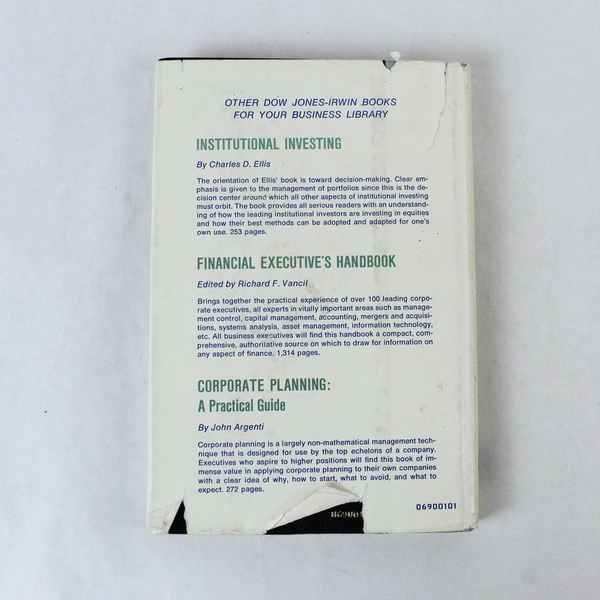 OTHER DOW JONES-IRWIN BOOKS
FOR YOUR BUSINESS LIBRARY
INSTITUTIONAL INVESTING
By Charles D. Ellis
The orientation of Ellis' book is toward decision-making. Clear em-
phasis is given to the management of portfolios since this is the de-
cision center around which all other aspects of institutional investing
must orbit. The book provides all serious readers with an understand-
ing of how the leading institutional investors are investing in equities
and how their best methods can be adopted and adapted for one's
own use. 253 pages.
FINANCIAL EXECUTIVE'S HANDBOOK
Edited by Richard F. Vancil
Brings together the practical experience of over 100 leading corpo-
rate executives, all experts in vitally important areas such as manage-
ment control, capital management, accounting, mergers and acquisi-
tions, systems analysis, asset management, information technology,
etc. All business executives will find this handbook a compact, com-
prehensive, authoritative source on which to draw for information on
any aspect of finance. 1,314 pages.
CORPORATE PLANNING:
A Practical Guide
By John Argenti
Corporate planning is a largely non-mathematical management tech-
nique that is designed for use by the top echelons of a company.
Executives who aspire to higher positions will find this book of im-
mense value in applying corporate planning to their own companies
with a clear idea of why, how to start, what to avoid, and what to
expect. 272 pages.
06900101